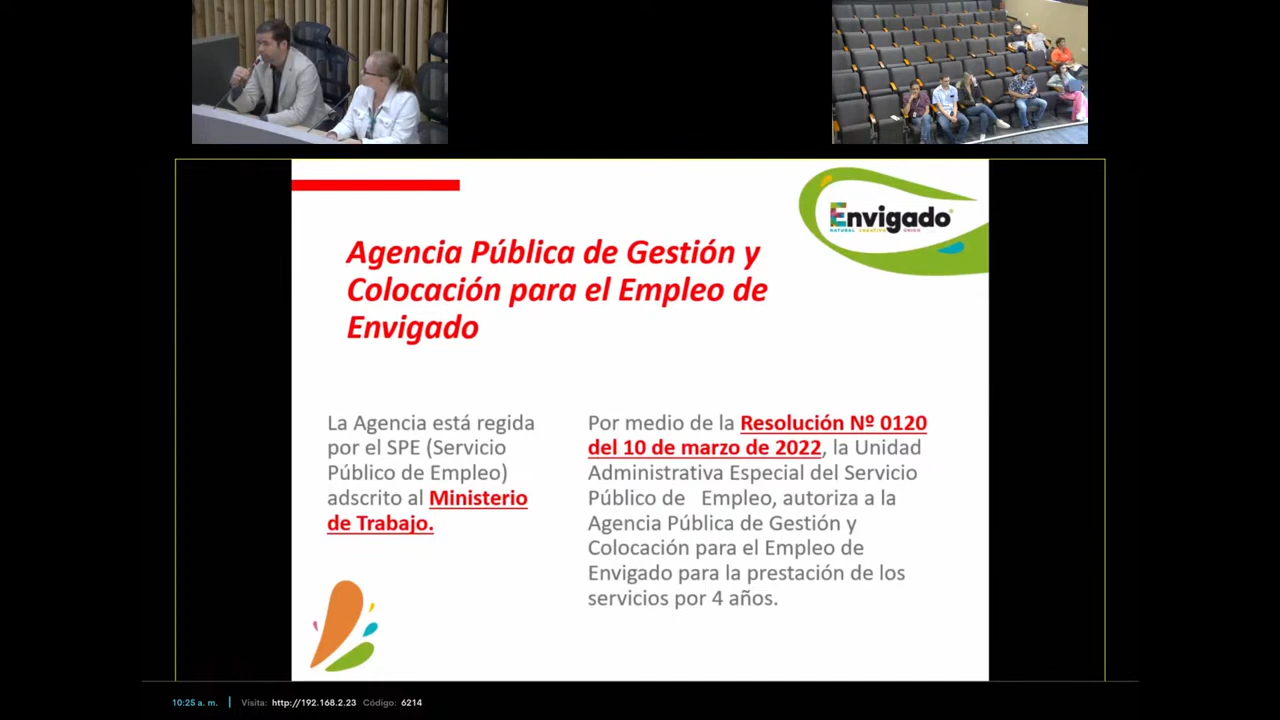 Envigado
NATURAL CREATIVO ÚNICO
Agencia Pública de Gestión y
Colocación para el Empleo de
Envigado
La Agencia está regida
por el SPE (Servicio
Público de Empleo)
adscrito al Ministerio
de Trabajo.
Por medio de la Resolución Nº 0120
del 10 de marzo de 2022, la Unidad
Administrativa Especial del Servicio
Público de Empleo, autoriza a la
Agencia Pública de Gestión y
Colocación para el Empleo de
Envigado para la prestación de los
servicios por 4 años.
10:25 a. m. | Visita: http://192.168.2.23 Código: 6214